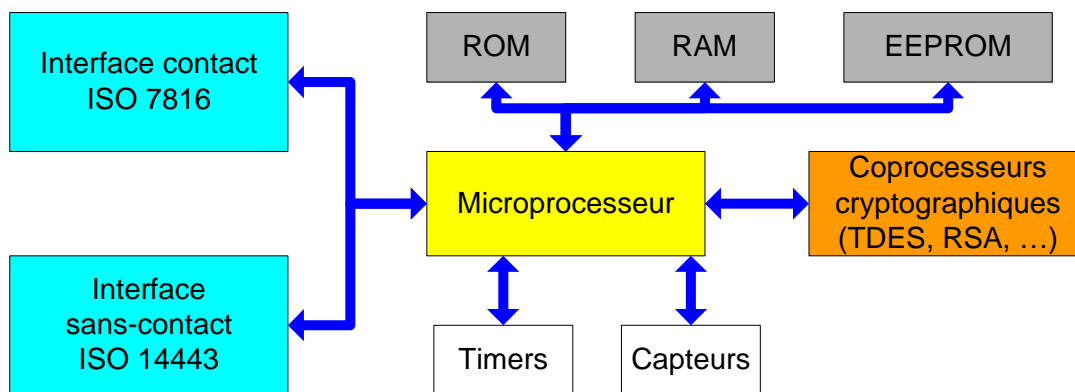 Interface contact
ISO 7816
ROM
RAM
EEPROM
Microprocesseur
Coprocesseurs
cryptographiques
(TDES, RSA, …)
Interface
sans-contact
ISO 14443
Timers
Capteurs